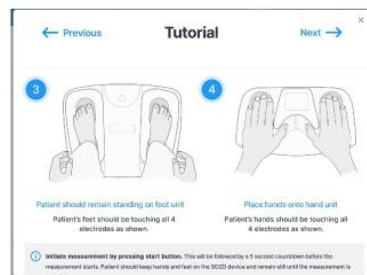 ← Previous
Tutorial
Next →
×
3
4
Patient should remain standing on foot unit
Place hands onto hand unit
Patient's feet should be touching all 4
electrodes as shown.
Patient's hands should be touching all
4 electrodes as shown.
Initiate measurement by pressing start button. This will be followed by a 5 second countdown before the
measurement starts. Patient should keep hands and feet on the SOZO device and remain still until the measurement is